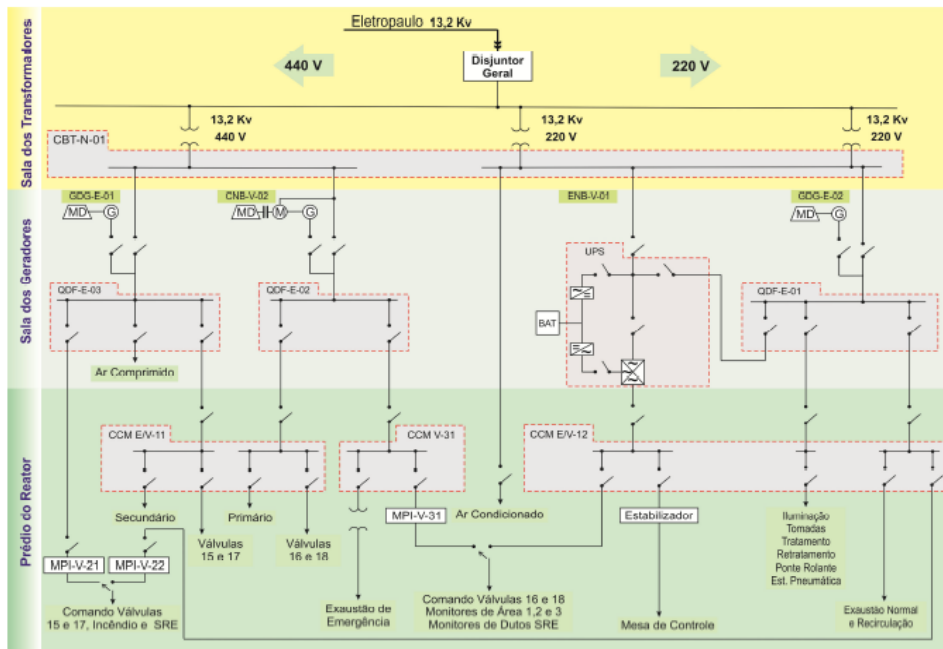 Eletropaulo 13,2 Kv
Disjuntor
Geral
440 V
220 V
Sala dos Transformadores
13,2 Kv
440 V
13,2 Kv
220 V
13,2 Kv
220 V
CBT-N-01
Sala dos Geradores
GDG-E-01
MD
G
CNB-V-02
MD
M
G
ENB-V-01
GDG-E-02
MD
G
UPS
BAT
QDF-E-03
QDF-E-02
QDF-E-01
Ar Comprimido
Prédio do Reator
CCM E/V-11
CCM V-31
CCM E/V-12
Secundário
Primário
MPI-V-31
Ar Condicionado
Estabilizador
Válvulas
15 e 17
Válvulas
16 e 18
Iluminação
Tomadas
Tratamento
Retratamento
Ponte Rolante
Est. Pneumática
MPI-V-21
MPI-V-22
Comando Válvulas
15 e 17, Incêndio e SRE
Exaustão de
Emergência
Comando Válvulas 16 e 18
Monitores de Área 1,2 e 3
Monitores de Dutos SRE
Mesa de Controle
Exaustão Normal
e Recirculação